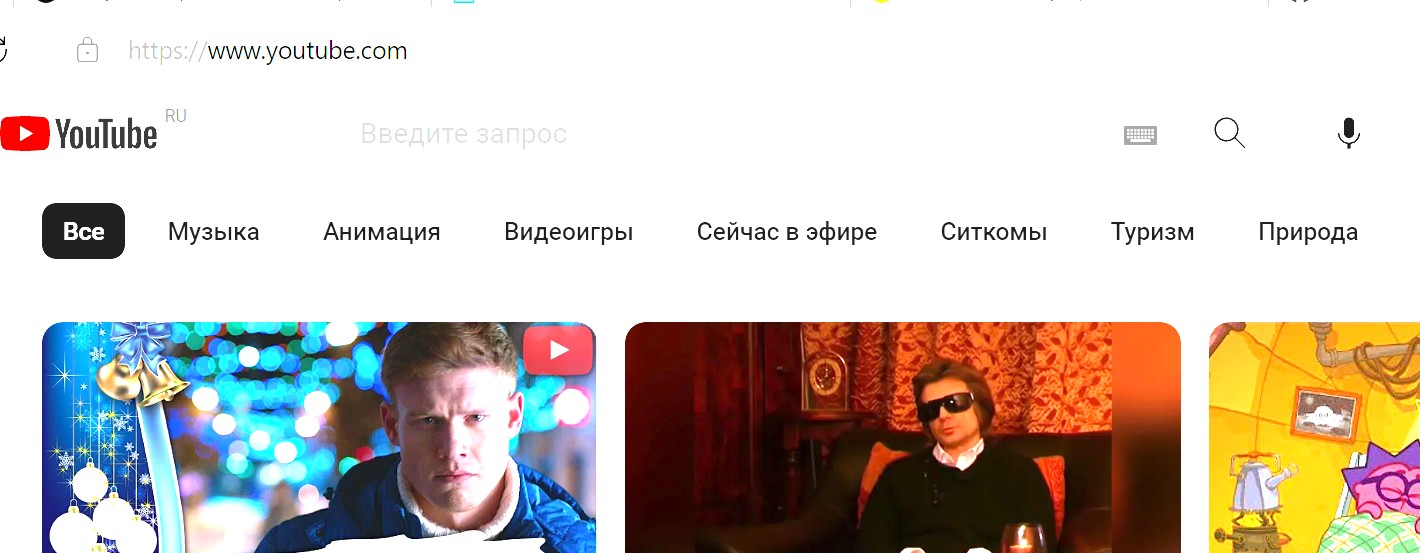 https://www.youtube.com
YouTube RU
Введите запрос
Все Музыка Анимация Видеоигры Сейчас в эфире Ситкомы Туризм Природа